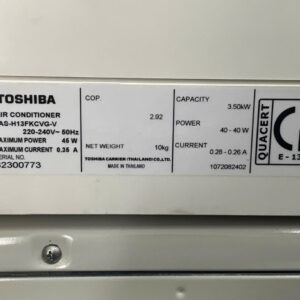 TOSHIBA
AIR CONDITIONER
RAS-H13FKCVG-V
220-240V~ 50Hz
MAXIMUM POWER 45 W
MAXIMUM CURRENT 0.35 A
SERIAL NO.
32300773
COP. 2.92
NET WEIGHT 10kg
TOSHIBA CARRIER (THAILAND) CO., LTD.
MADE IN THAILAND
CAPACITY 3.50kW
POWER 40 - 40 W
CURRENT 0.28 - 0.26 A
1072082402
QUACERT
E - 13